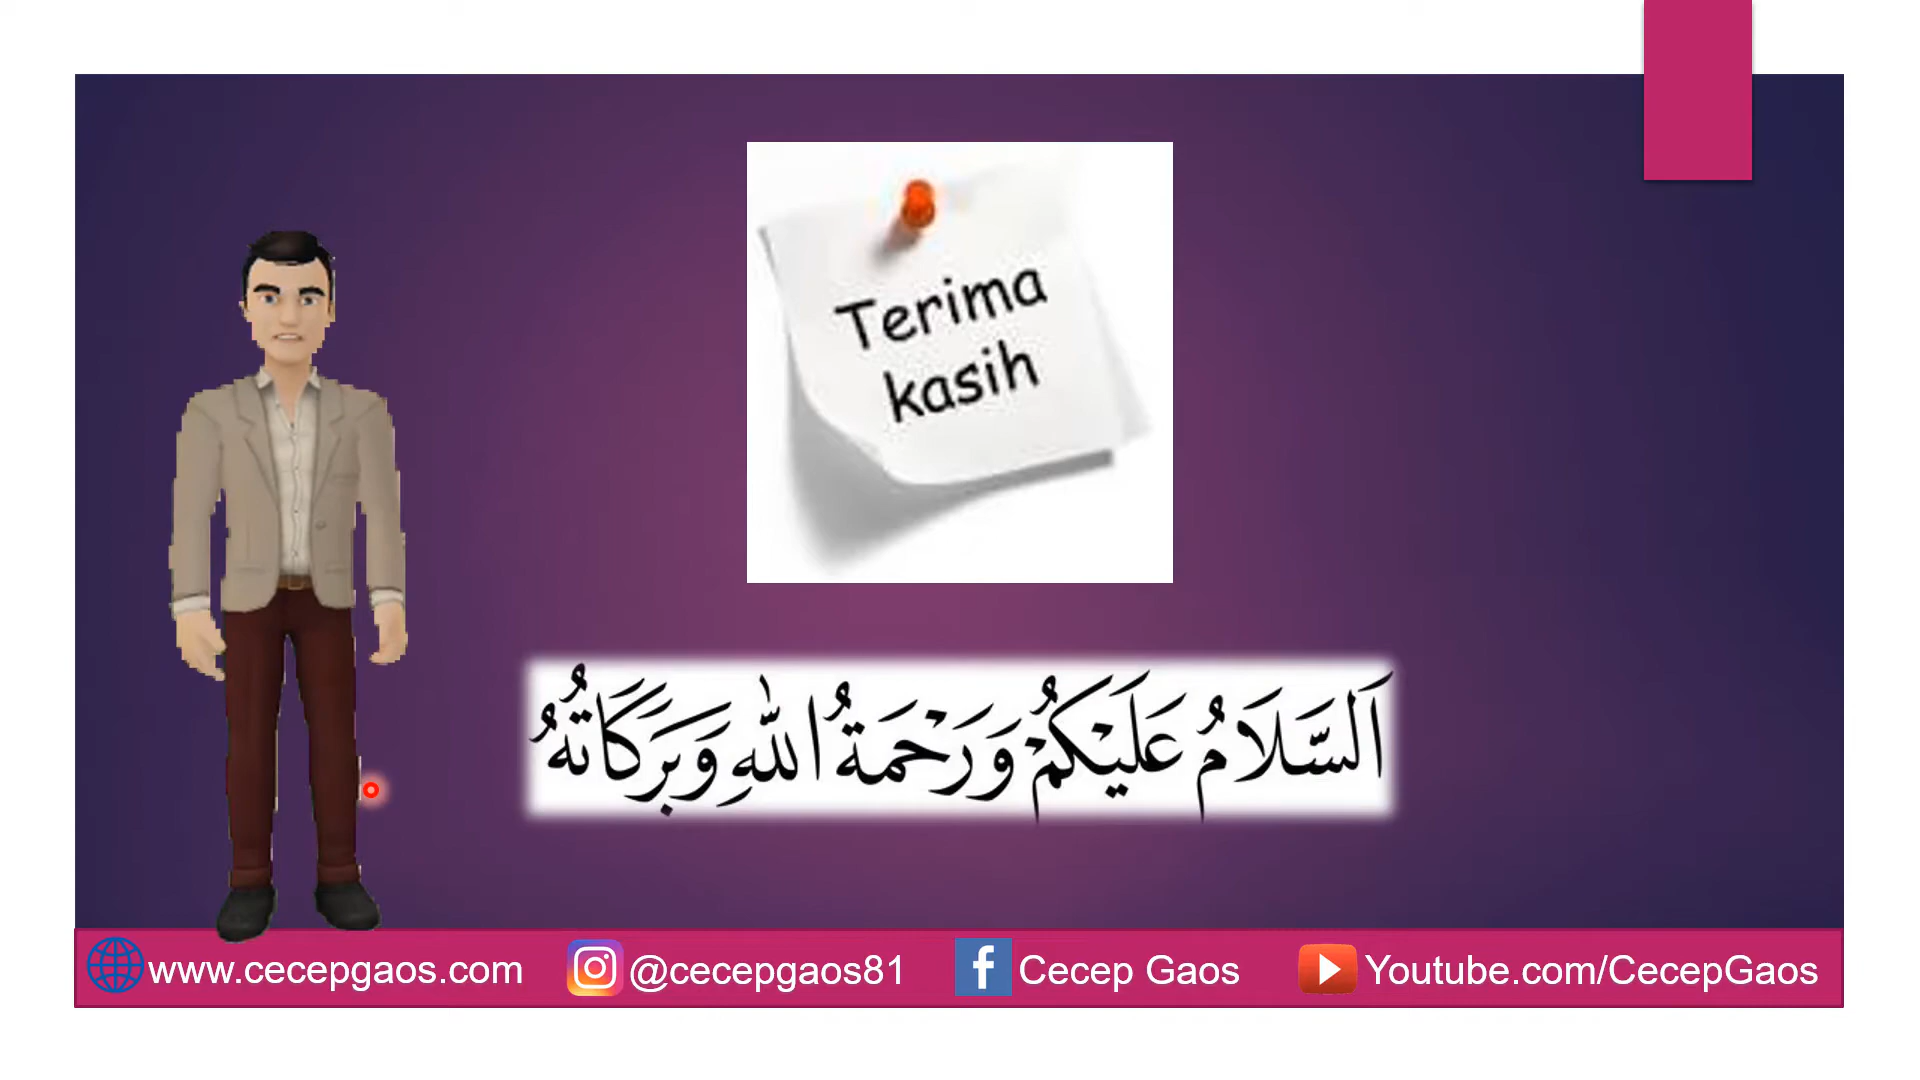 Terima
kasih
اَلسَّلَامُ عَلَيْكُمْ وَرَحْمَةُ اللهِ وَبَرَكَاتُهُ
www.cecepgaos.com @cecepgaos81 Cecep Gaos Youtube.com/CecepGaos